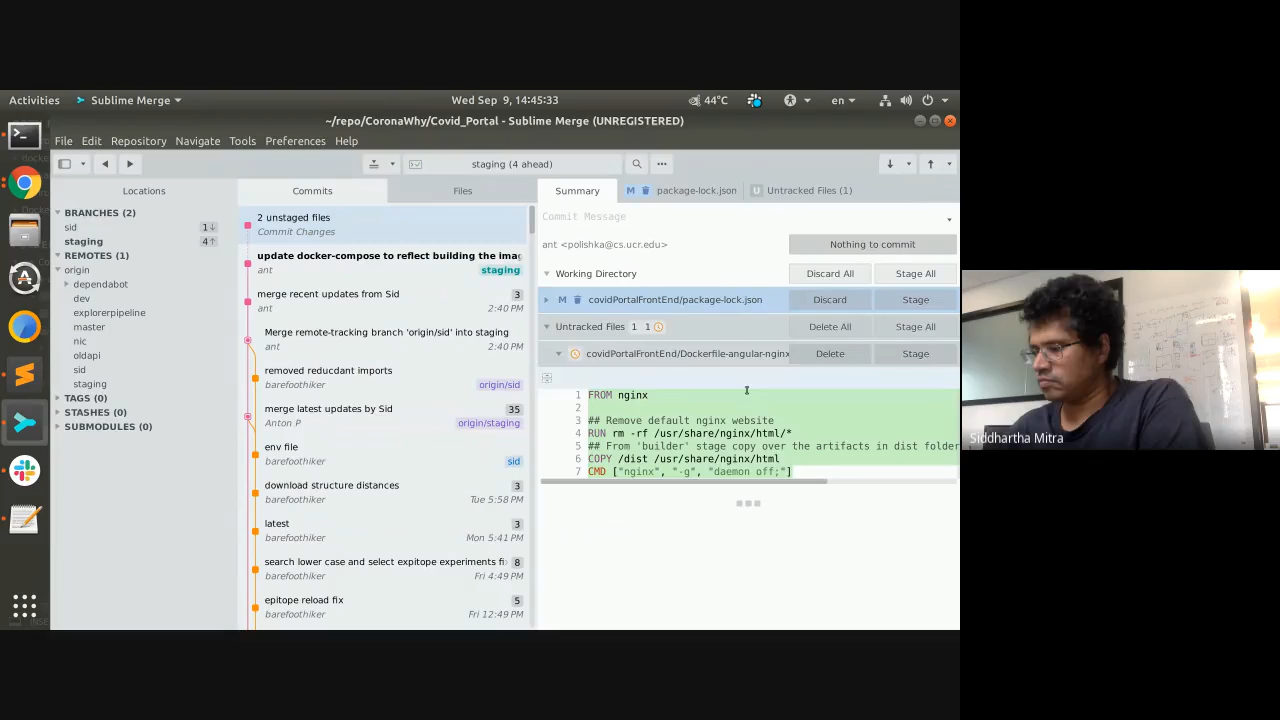 Activities
Sublime Merge
Wed Sep 9, 14:45:33
44°C
en
~/repo/CoronaWhy/Covid_Portal - Sublime Merge (UNREGISTERED)
File Edit Repository Navigate Tools Preferences Help
staging (4 ahead)
Locations
BRANCHES (2)
sid 1↓
staging 4↑
REMOTES (1)
origin
dependabot
dev
explorerpipeline
master
nic
oldapi
sid
staging
TAGS (0)
STASHES (0)
SUBMODULES (0)
Commits
Files
2 unstaged files
Commit Changes
update docker-compose to reflect building the imag
ant staging
merge recent updates from Sid 3
ant 2:40 PM
Merge remote-tracking branch 'origin/sid' into staging
ant 2:40 PM
removed reducdant imports
barefoothiker origin/sid
merge latest updates by Sid 35
Anton P origin/staging
env file
barefoothiker sid
download structure distances
barefoothiker Tue 5:58 PM
latest 3
barefoothiker Mon 5:41 PM
search lower case and select expitope experiments fi 8
barefoothiker Fri 4:49 PM
epitope reload fix 5
barefoothiker Fri 12:49 PM
Summary
M package-lock.json
U Untracked Files (1)
Commit Message
ant <polishka@cs.ucr.edu> Nothing to commit
Working Directory Discard All Stage All
M covidPortalFrontEnd/package-lock.json Discard Stage
Untracked Files 1 1 Delete All Stage All
covidPortalFrontEnd/Dockerfile-angular-nginx Delete Stage
1 FROM nginx
2
3 ## Remove default nginx website
4 RUN rm -rf /usr/share/nginx/html/*
5 ## From 'builder' stage copy over the artifacts in dist folder
6 COPY /dist /usr/share/nginx/html
7 CMD ["nginx", "-g", "daemon off;"]
Siddhartha Mitra